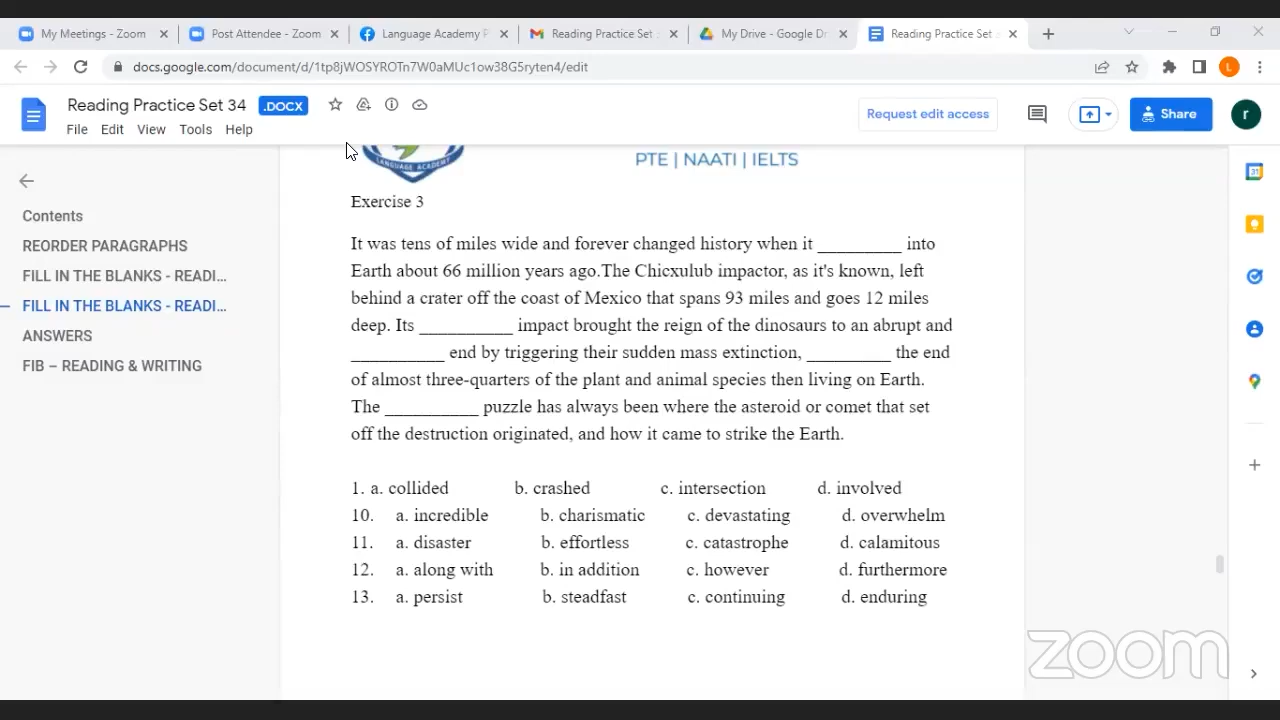 My Meetings - Zoom
Post Attendee - Zoom
Language Academy P
Reading Practice Set
My Drive - Google Dr
Reading Practice Set
docs.google.com/document/d/1tp8jWOSYROTn7W0aMUc1ow38G5ryten4/edit
L
Reading Practice Set 34 .DOCX
File Edit View Tools Help
Request edit access
Share
r
LANGUAGE ACADEMY
PTE | NAATI | IELTS
31
Contents
REORDER PARAGRAPHS
FILL IN THE BLANKS - READI...
FILL IN THE BLANKS - READI...
ANSWERS
FIB – READING & WRITING
Exercise 3
It was tens of miles wide and forever changed history when it _________ into
Earth about 66 million years ago.The Chicxulub impactor, as it's known, left
behind a crater off the coast of Mexico that spans 93 miles and goes 12 miles
deep. Its __________ impact brought the reign of the dinosaurs to an abrupt and
__________ end by triggering their sudden mass extinction, _________ the end
of almost three-quarters of the plant and animal species then living on Earth.
The __________ puzzle has always been where the asteroid or comet that set
off the destruction originated, and how it came to strike the Earth.
1. a. collided b. crashed c. intersection d. involved
10. a. incredible b. charismatic c. devastating d. overwhelm
11. a. disaster b. effortless c. catastrophe d. calamitous
12. a. along with b. in addition c. however d. furthermore
13. a. persist b. steadfast c. continuing d. enduring
zoom